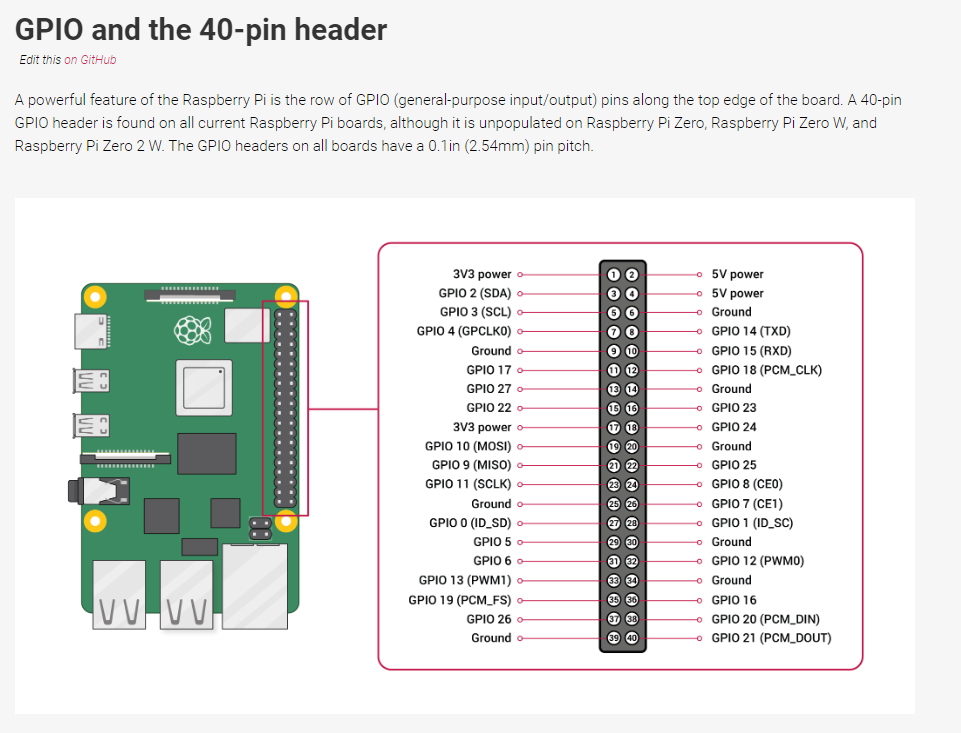 GPIO and the 40-pin header
Edit this on GitHub
A powerful feature of the Raspberry Pi is the row of GPIO (general-purpose input/output) pins along the top edge of the board. A 40-pin
GPIO header is found on all current Raspberry Pi boards, although it is unpopulated on Raspberry Pi Zero, Raspberry Pi Zero W, and
Raspberry Pi Zero 2 W. The GPIO headers on all boards have a 0.1in (2.54mm) pin pitch.
3V3 power 1 2 5V power
GPIO 2 (SDA) 3 4 5V power
GPIO 3 (SCL) 5 6 Ground
GPIO 4 (GPCLK0) 7 8 GPIO 14 (TXD)
Ground 9 10 GPIO 15 (RXD)
GPIO 17 11 12 GPIO 18 (PCM_CLK)
GPIO 27 13 14 Ground
GPIO 22 15 16 GPIO 23
3V3 power 17 18 GPIO 24
GPIO 10 (MOSI) 19 20 Ground
GPIO 9 (MISO) 21 22 GPIO 25
GPIO 11 (SCLK) 23 24 GPIO 8 (CE0)
Ground 25 26 GPIO 7 (CE1)
GPIO 0 (ID_SD) 27 28 GPIO 1 (ID_SC)
GPIO 5 29 30 Ground
GPIO 6 31 32 GPIO 12 (PWM0)
GPIO 13 (PWM1) 33 34 Ground
GPIO 19 (PCM_FS) 35 36 GPIO 16
GPIO 26 37 38 GPIO 20 (PCM_DIN)
Ground 39 40 GPIO 21 (PCM_DOUT)